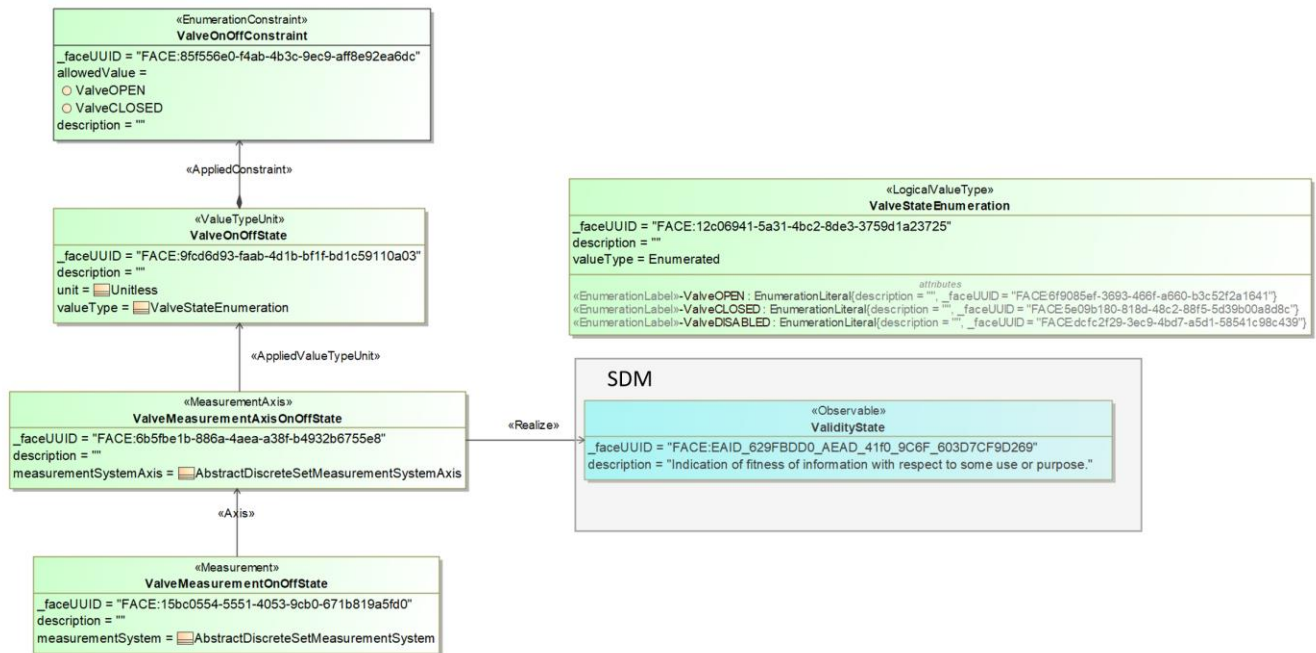 «EnumerationConstraint»
ValveOnOffConstraint
_faceUUID = "FACE:85f556e0-f4ab-4b3c-9ec9-aff8e92ea6dc"
allowedValue =
ValveOPEN
ValveCLOSED
description = ""
«AppliedConstraint»
«ValueTypeUnit»
ValveOnOffState
_faceUUID = "FACE:9fcd6d93-faab-4d1b-bf1f-bd1c59110a03"
description = ""
unit = Unitless
valueType = ValveStateEnumeration
«LogicalValueType»
ValveStateEnumeration
_faceUUID = "FACE:12c06941-5a31-4bc2-8de3-3759d1a23725"
description = ""
valueType = Enumerated
attributes
«EnumerationLabel»-ValveOPEN : EnumerationLiteral{description = "", _faceUUID = "FACE:6f9085ef-3693-466f-a660-b3c52f2a1641"}
«EnumerationLabel»-ValveCLOSED : EnumerationLiteral{description = "", _faceUUID = "FACE:5e09b180-818d-48c2-88f5-5d39b00a8d8c"}
«EnumerationLabel»-ValveDISABLED : EnumerationLiteral{description = "", _faceUUID = "FACE:dcfc2f29-3ec9-4bd7-a5d1-58541c98c439"}
«AppliedValueTypeUnit»
«MeasurementAxis»
ValveMeasurementAxisOnOffState
_faceUUID = "FACE:6b5fbe1b-886a-4aea-a38f-b4932b6755e8"
description = ""
measurementSystemAxis = AbstractDiscreteSetMeasurementSystemAxis
«Realize»
SDM
«Observable»
ValidityState
_faceUUID = "FACE:EAID_629FBDD0_AEAD_41f0_9C6F_603D7CF9D269"
description = "Indication of fitness of information with respect to some use or purpose."
«Axis»
«Measurement»
ValveMeasurementOnOffState
_faceUUID = "FACE:15bc0554-5551-4053-9cb0-671b819a5fd0"
description = ""
measurementSystem = AbstractDiscreteSetMeasurementSystem